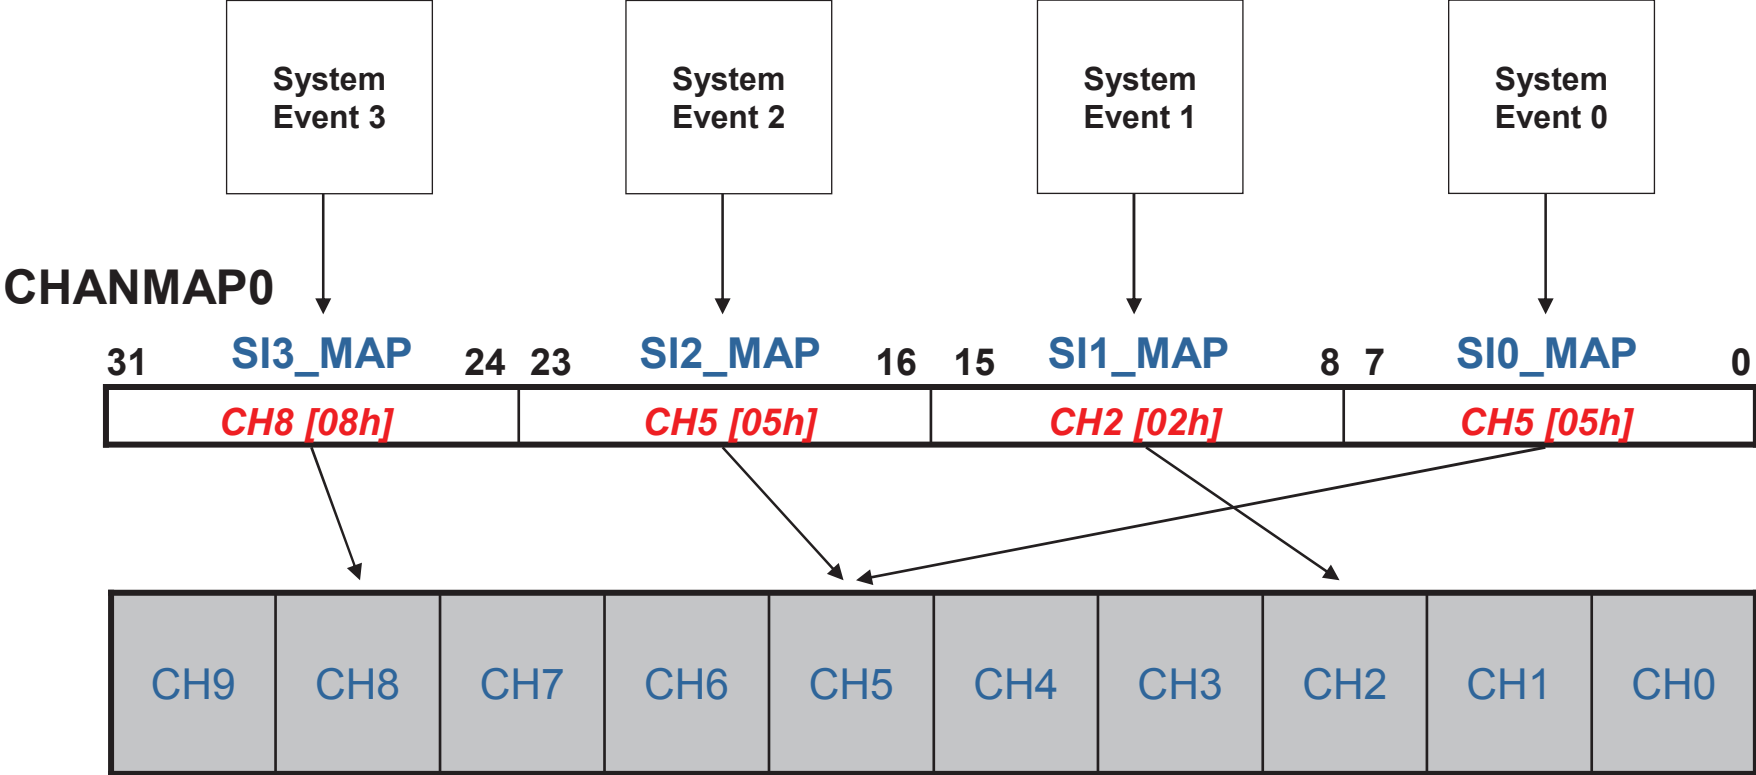 System
Event 3
System
Event 2
System
Event 1
System
Event 0
CHANMAP0
31 SI3_MAP 24 23 SI2_MAP 16 15 SI1_MAP 8 7 SI0_MAP 0
CH8 [08h] CH5 [05h] CH2 [02h] CH5 [05h]
CH9 CH8 CH7 CH6 CH5 CH4 CH3 CH2 CH1 CH0